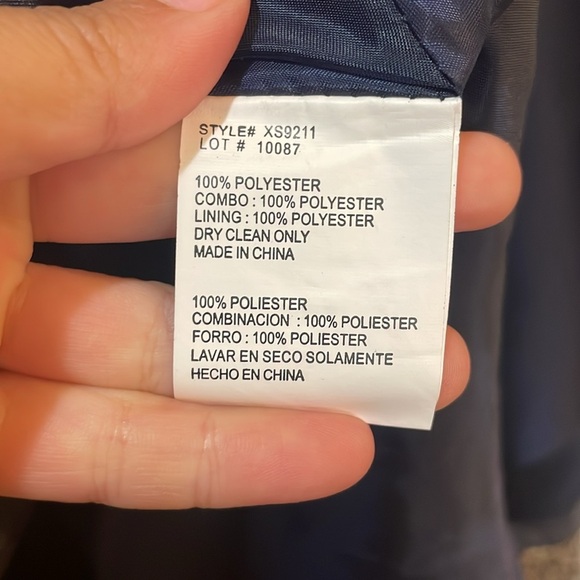 STYLE# XS9211
LOT # 10087
100% POLYESTER
COMBO : 100% POLYESTER
LINING : 100% POLYESTER
DRY CLEAN ONLY
MADE IN CHINA
100% POLIESTER
COMBINACION : 100% POLIESTER
FORRO : 100% POLIESTER
LAVAR EN SECO SOLAMENTE
HECHO EN CHINA